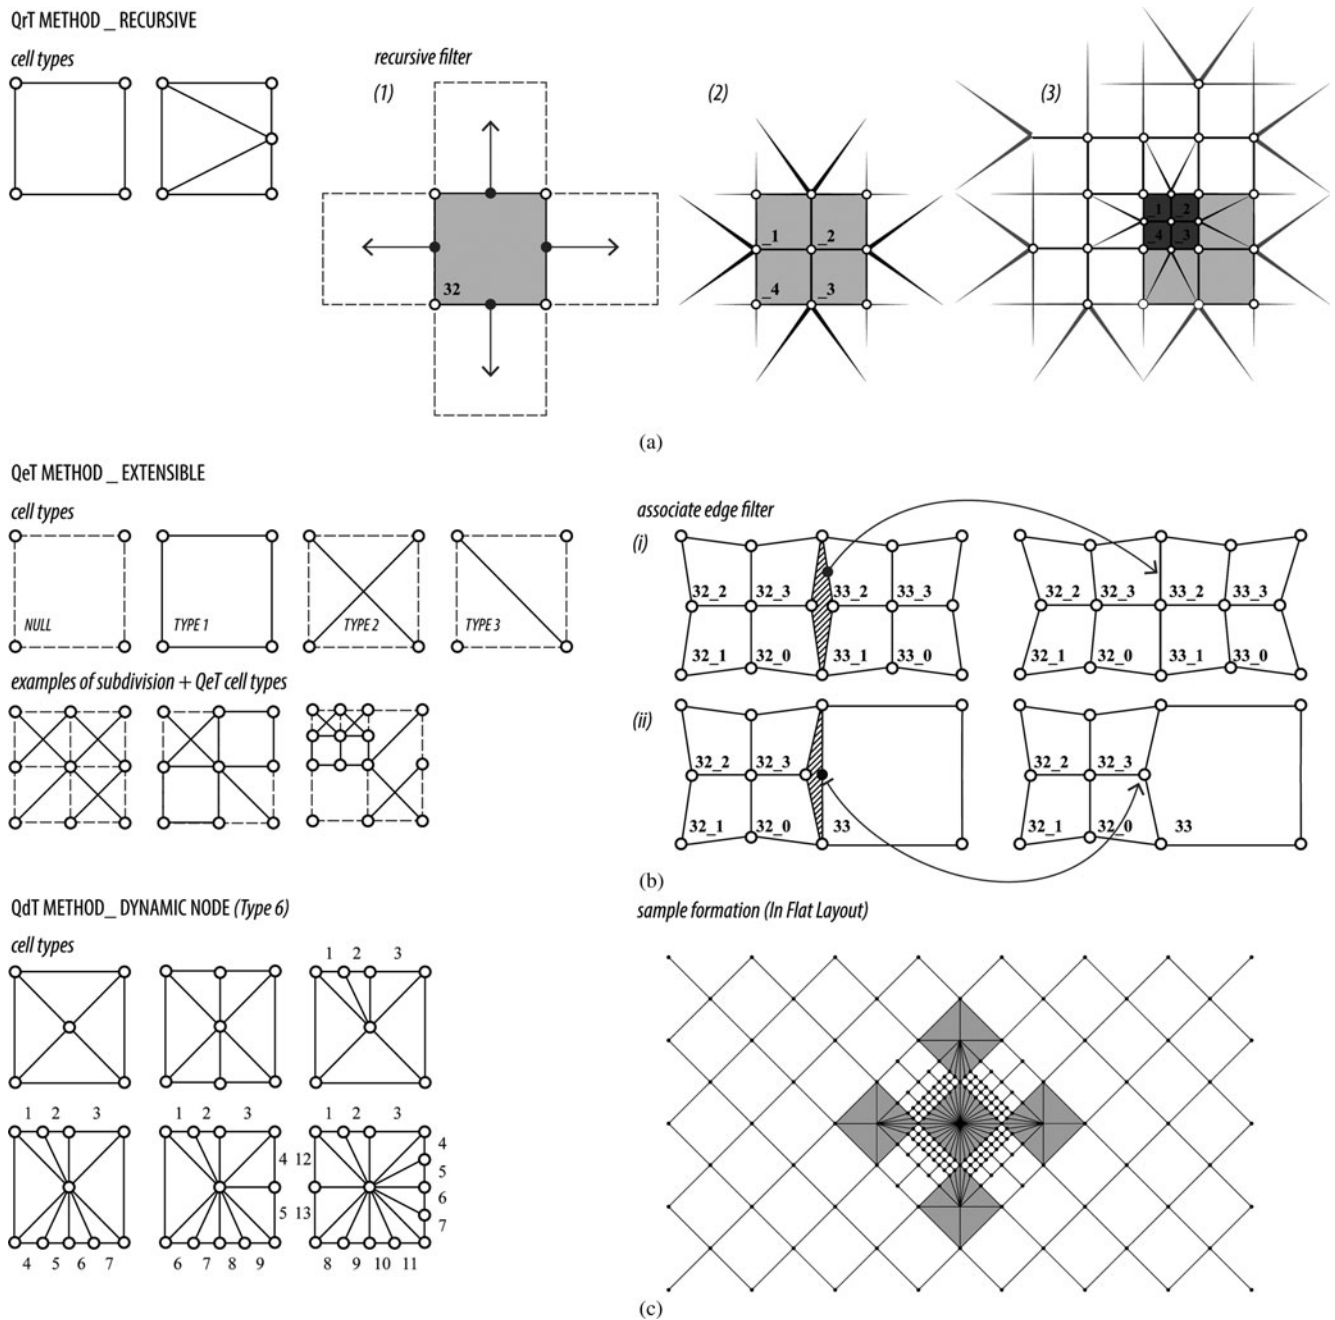 QrT METHOD _ RECURSIVE
cell types
recursive filter
(1)
(2)
(3)
32
_1
_2
_4
_3
_1
_2
_4
_3
(a)
QeT METHOD _ EXTENSIBLE
cell types
NULL
TYPE 1
TYPE 2
TYPE 3
examples of subdivision + QeT cell types
associate edge filter
(i)
32_2 32_3 33_2 33_3
32_1 32_0 33_1 33_0
32_2 32_3 33_2 33_3
32_1 32_0 33_1 33_0
(ii)
32_2 32_3
32_1 32_0 33
32_2 32_3
32_1 32_0 33
(b)
QdT METHOD_ DYNAMIC NODE (Type 6)
cell types
1 2 3
1 2 3
4 5 6 7
1 2 3
4
5
6 7 8 9
1 2 3
12
13
4
5
6
7
8 9 10 11
sample formation (In Flat Layout)
(c)